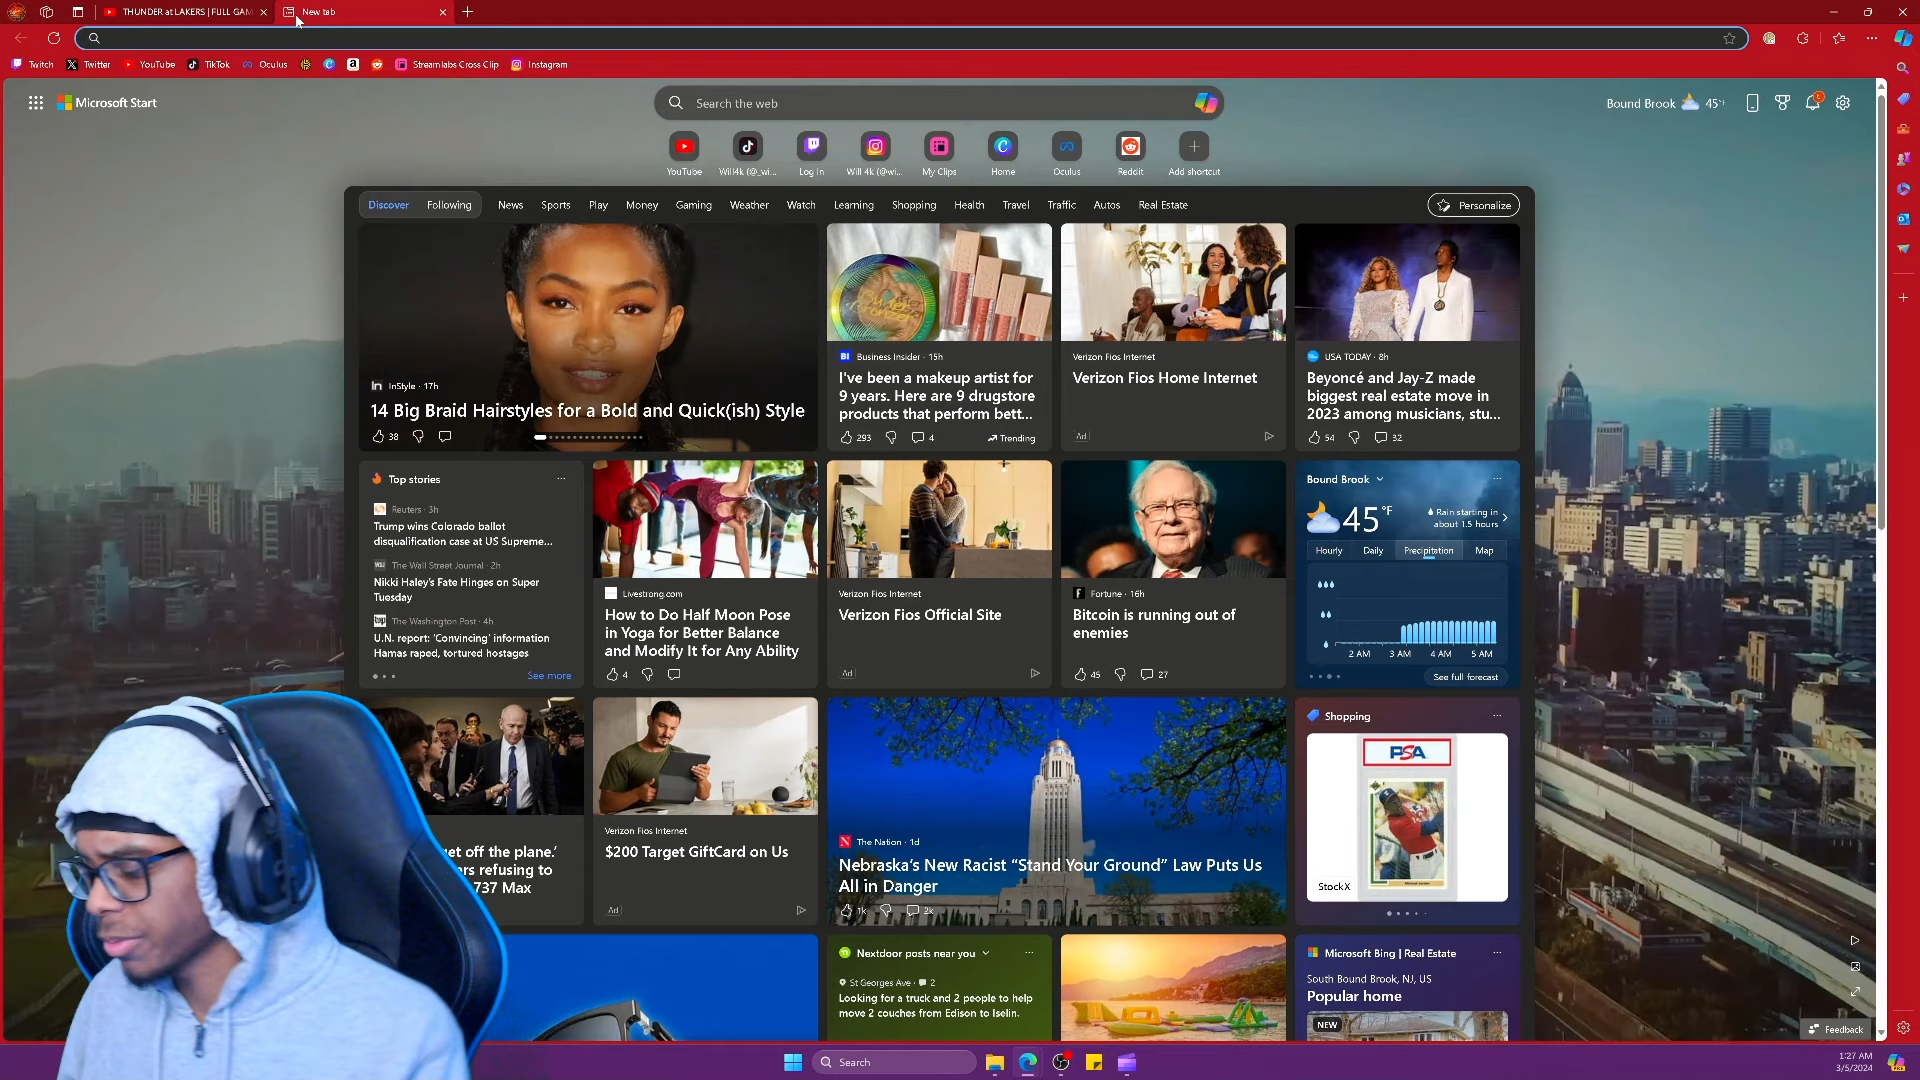 THUNDER at LAKERS | FULL GAM
New tab
Twitch
Twitter
YouTube
TikTok
Oculus
Streamlabs Cross Clip
Instagram
Microsoft Start
Search the web
Bound Brook
45°F
YouTube
Will4k (@_wi...
Log In
Will 4k (@wi...
My Clips
Home
Oculus
Reddit
Add shortcut
Discover
Following
News
Sports
Play
Money
Gaming
Weather
Watch
Learning
Shopping
Health
Travel
Traffic
Autos
Real Estate
Personalize
InStyle · 17h
14 Big Braid Hairstyles for a Bold and Quick(ish) Style
38
BI Business Insider · 15h
I've been a makeup artist for
9 years. Here are 9 drugstore
products that perform bett...
293
4
Trending
Verizon Fios Internet
Verizon Fios Home Internet
Ad
USA TODAY · 8h
Beyoncé and Jay-Z made
biggest real estate move in
2023 among musicians, stu...
54
32
Top stories
Reuters · 3h
Trump wins Colorado ballot
disqualification case at US Supreme...
WSJ The Wall Street Journal · 2h
Nikki Haley's Fate Hinges on Super
Tuesday
The Washington Post · 4h
U.N. report: 'Convincing' information
Hamas raped, tortured hostages
See more
Livestrong.com
How to Do Half Moon Pose
in Yoga for Better Balance
and Modify It for Any Ability
4
Verizon Fios Internet
Verizon Fios Official Site
Ad
Fortune · 16h
Bitcoin is running out of
enemies
45
27
Bound Brook
45 °F
Rain starting in
about 1.5 hours
Hourly
Daily
Precipitation
Map
2 AM
3 AM
4 AM
5 AM
See full forecast
et off the plane.'
ers refusing to
737 Max
Verizon Fios Internet
$200 Target GiftCard on Us
Ad
The Nation · 1d
Nebraska's New Racist “Stand Your Ground” Law Puts Us
All in Danger
1k
2k
Shopping
PSA
StockX
Nextdoor posts near you
St Georges Ave · 2
Looking for a truck and 2 people to help
move 2 couches from Edison to Iselin.
Microsoft Bing | Real Estate
South Bound Brook, NJ, US
Popular home
NEW
Feedback
Search
1:27 AM
3/5/2024